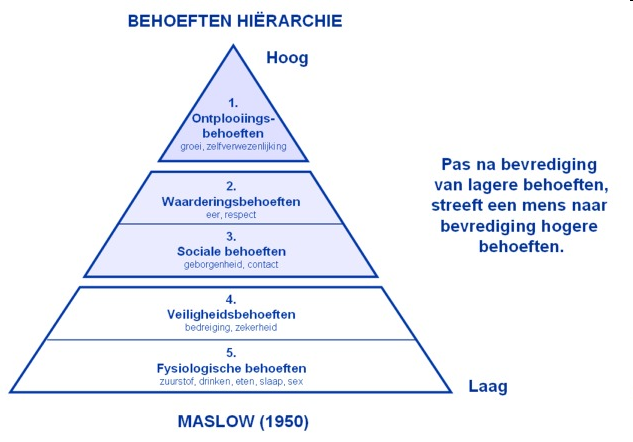 BEHOEFTEN HIËRARCHIE
Hoog
1.
Ontplooiings-
behoeften
groei, zelfverwezenlijking
2.
Waarderingsbehoeften
eer, respect
3.
Sociale behoeften
geborgenheid, contact
4.
Veiligheidsbehoeften
bedreiging, zekerheid
5.
Fysiologische behoeften
zuurstof, drinken, eten, slaap, sex
Laag
Pas na bevrediging
van lagere behoeften,
streeft een mens naar
bevrediging hogere
behoeften.
MASLOW (1950)